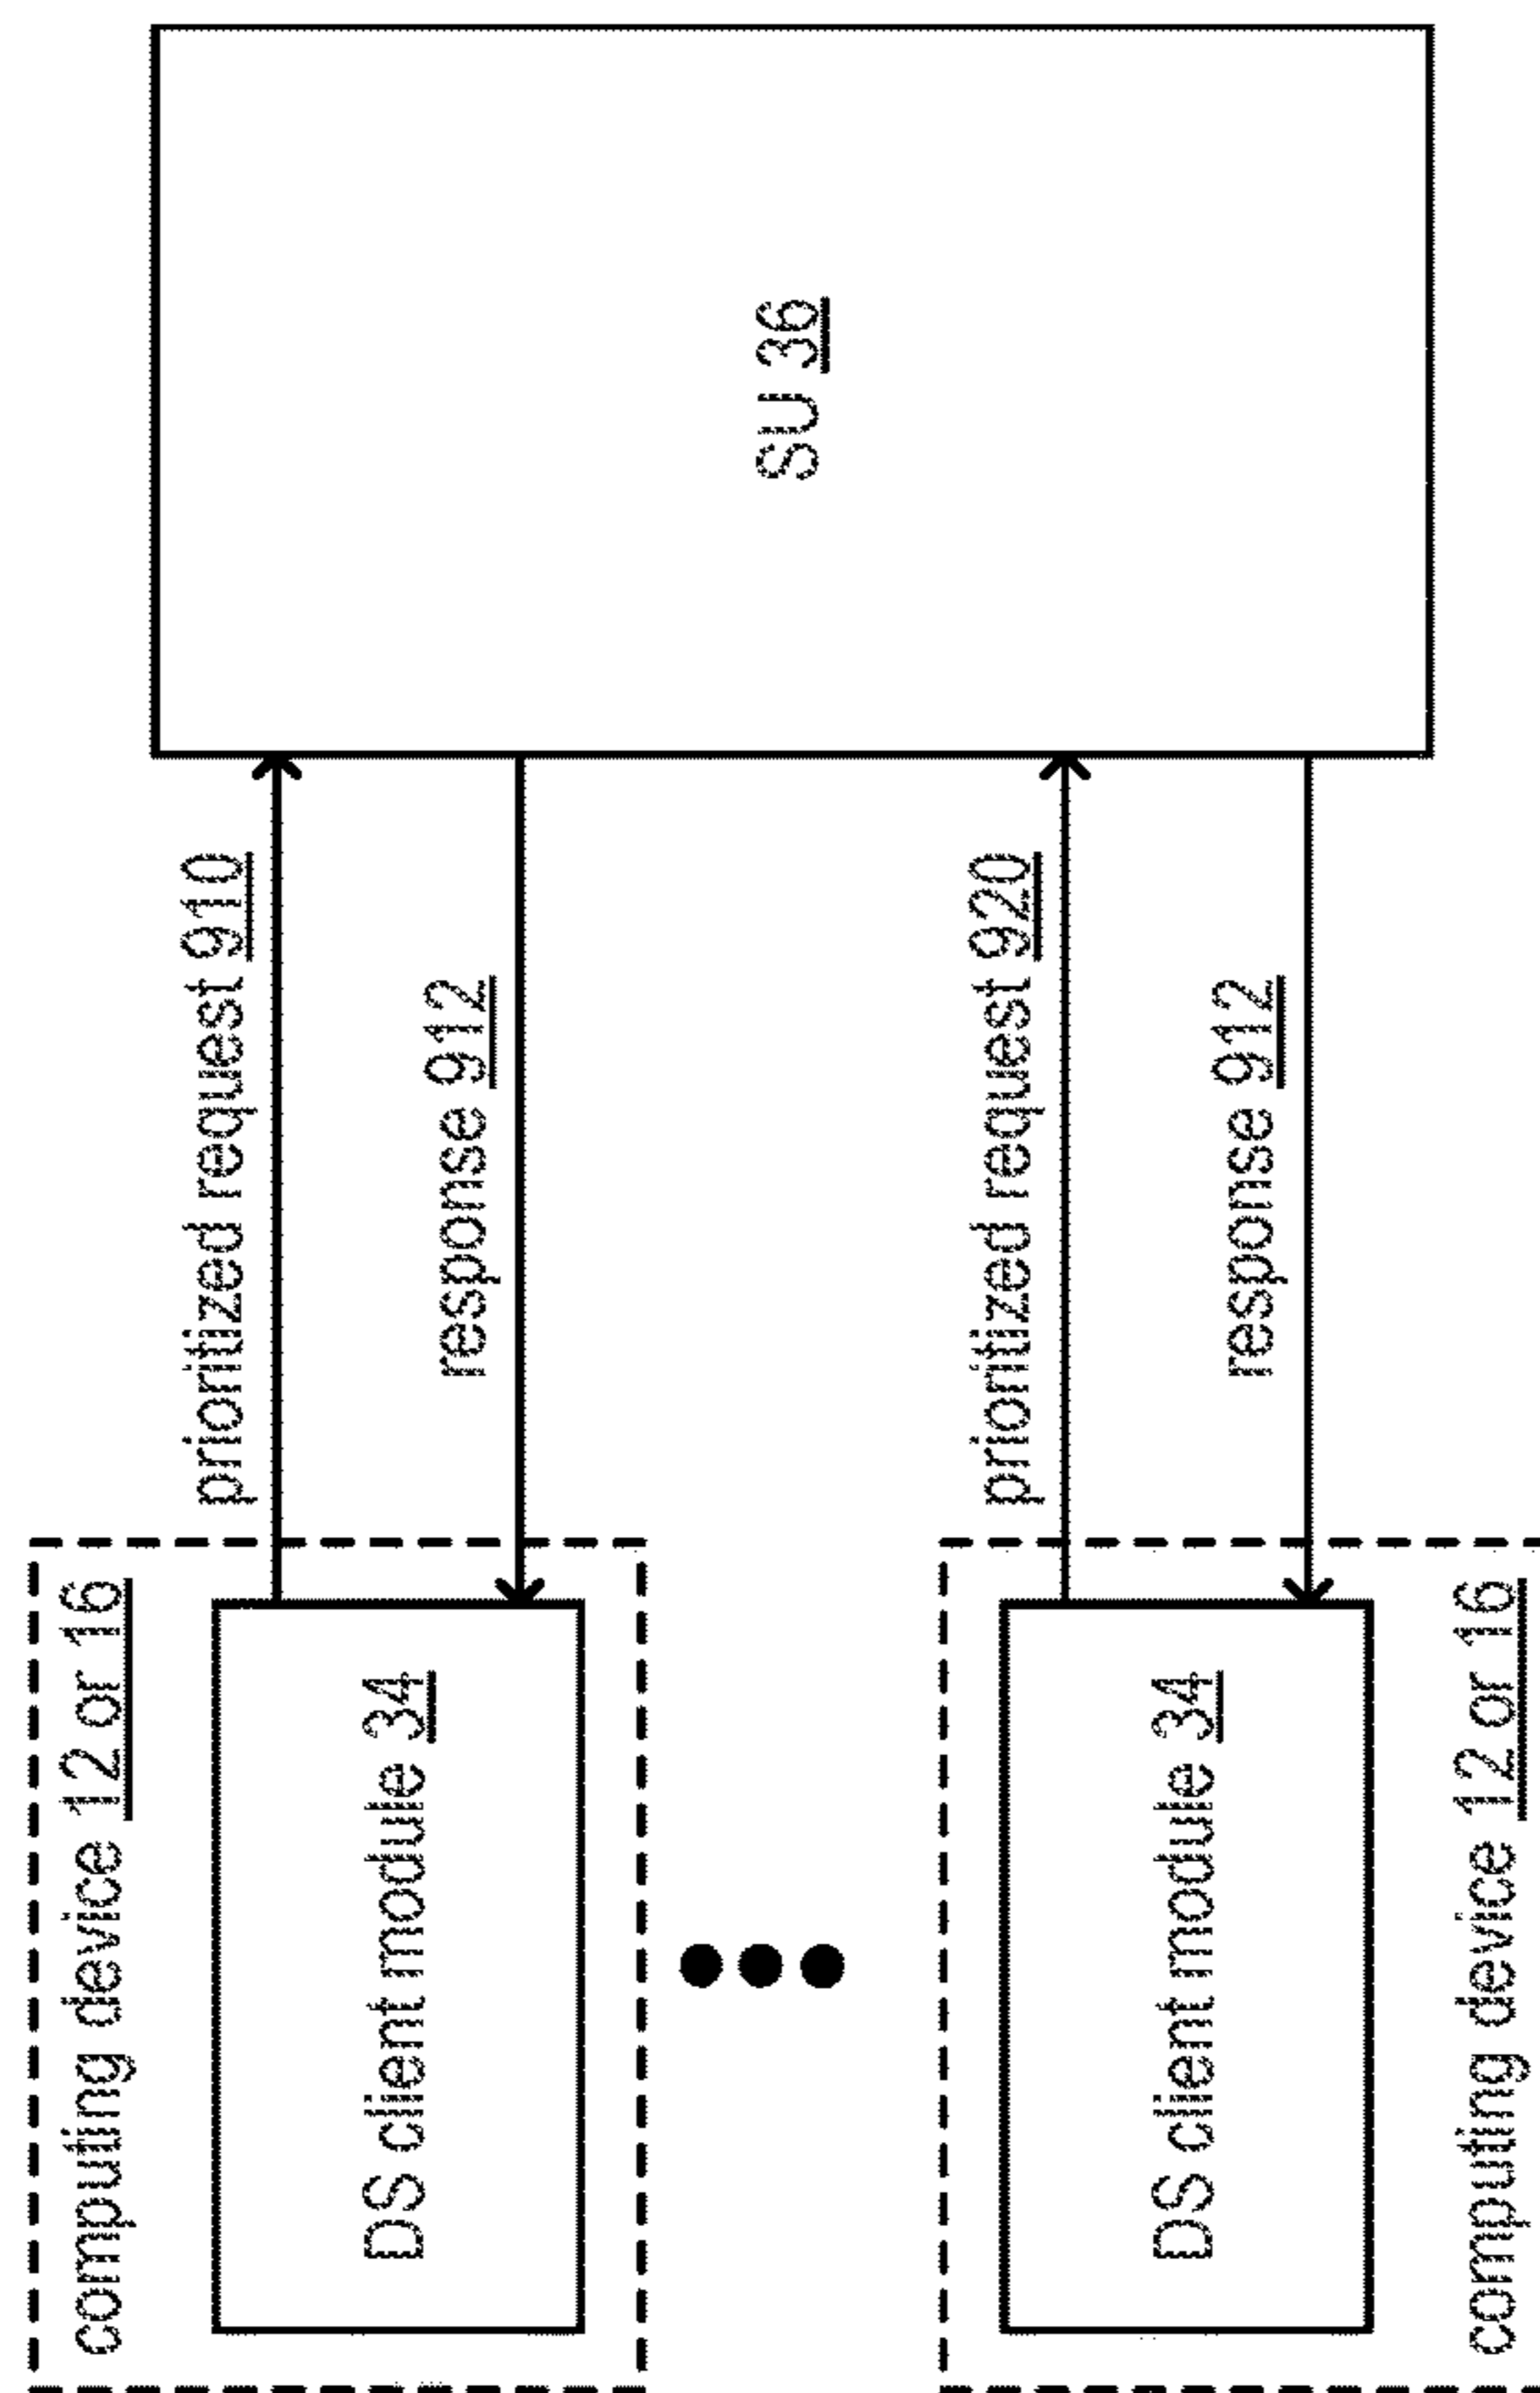 computing device 12 or 16
DS client module 34
prioritized request 910
response 912
SU 36
DS client module 34
prioritized request 920
response 912
computing device 12 or 16